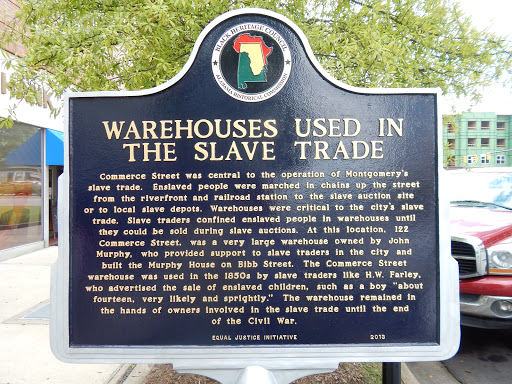 BLACK HERITAGE COUNCIL
ALABAMA HISTORICAL COMMISSION
WAREHOUSES USED IN
THE SLAVE TRADE
Commerce Street was central to the operation of Montgomery's
slave trade. Enslaved people were marched in chains up the street
from the riverfront and railroad station to the slave auction site
or to local slave depots. Warehouses were critical to the city's slave
trade. Slave traders confined enslaved people in warehouses until
they could be sold during slave auctions. At this location, 122
Commerce Street, was a very large warehouse owned by John
Murphy, who provided support to slave traders in the city and
built the Murphy House on Bibb Street. The Commerce Street
warehouse was used in the 1850s by slave traders like H.W. Farley,
who advertised the sale of enslaved children, such as a boy "about
fourteen, very likely and sprightly." The warehouse remained in
the hands of owners involved in the slave trade until the end
of the Civil War.
EQUAL JUSTICE INITIATIVE 2013